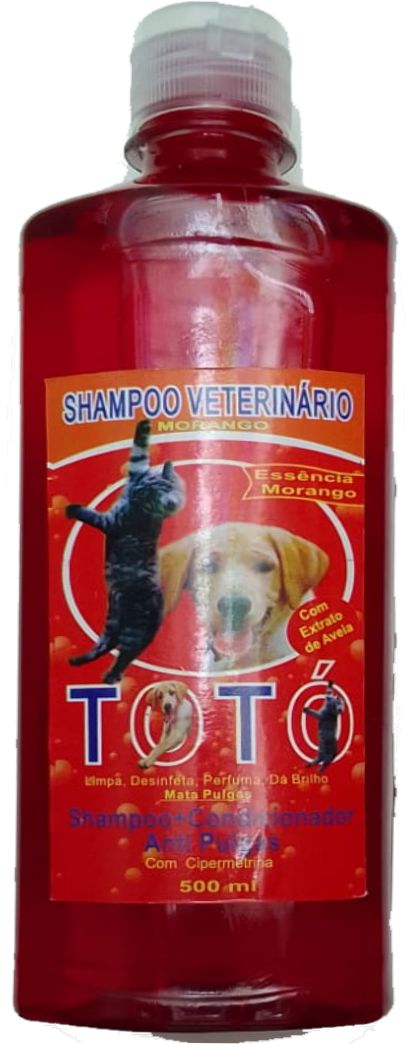 SHAMPOO VETERINÁRIO
MORANGO
Essência
Morango
Com
Extrato
de Aveia
TOTÓ
Limpa, Desinfeta, Perfuma, Dá Brilho
Mata Pulgas
Shampoo+Condicionador
Anti Pulgas
Com Cipermetrina
500 ml